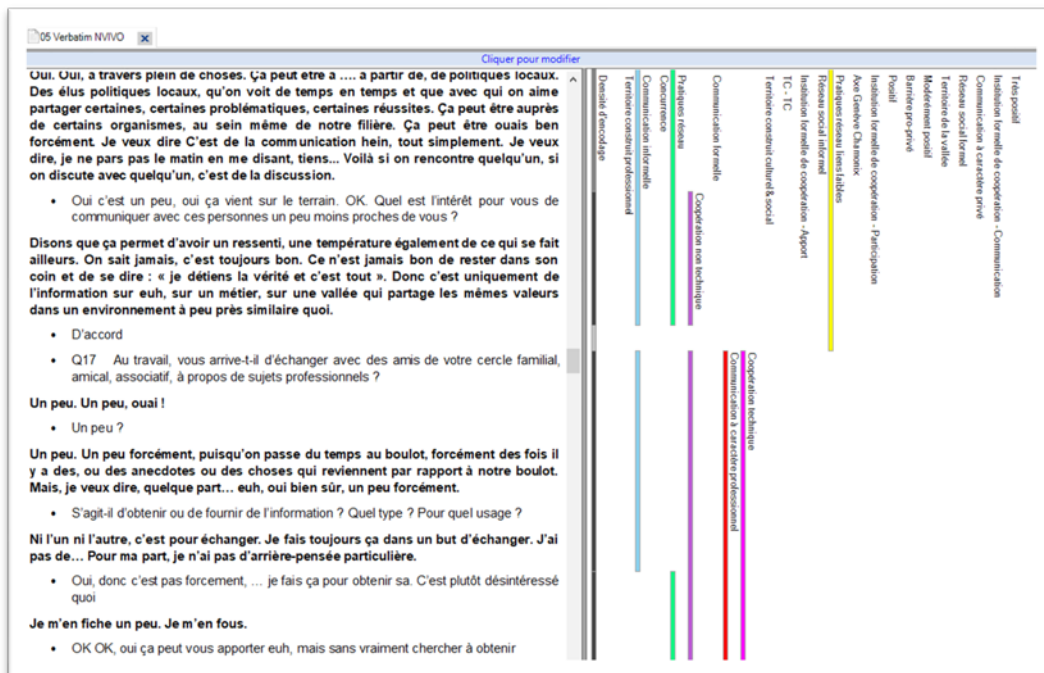 05 Verbatim NVIVO
Cliquer pour modifier
Oui. Oui, à travers plein de choses. Ça peut être à .... à partir de, de politiques locaux.
Des élus politiques locaux, qu'on voit de temps en temps et que avec qui on aime
partager certaines, certaines problématiques, certaines réussites. Ça peut être auprès
de certains organismes, au sein même de notre filière. Ça peut être ouais ben
forcément. Je veux dire C'est de la communication hein, tout simplement. Je veux
dire, je ne pars pas le matin en me disant, tiens... Voilà si on rencontre quelqu'un, si
on discute avec quelqu'un, c'est de la discussion.
• Oui c'est un peu, oui ça vient sur le terrain. OK. Quel est l'intérêt pour vous de
communiquer avec ces personnes un peu moins proches de vous ?
Disons que ça permet d'avoir un ressenti, une température également de ce qui se fait
ailleurs. On sait jamais, c'est toujours bon. Ce n'est jamais bon de rester dans son
coin et de se dire : « je détiens la vérité et c'est tout ». Donc c'est uniquement de
l'information sur euh, sur un métier, sur une vallée qui partage les mêmes valeurs
dans un environnement à peu près similaire quoi.
• D'accord
• Q17 Au travail, vous arrive-t-il d'échanger avec des amis de votre cercle familial,
amical, associatif, à propos de sujets professionnels ?
Un peu. Un peu, ouai !
• Un peu ?
Un peu. Un peu forcément, puisqu'on passe du temps au boulot, forcément des fois il
y a des, ou des anecdotes ou des choses qui reviennent par rapport à notre boulot.
Mais, je veux dire, quelque part… euh, oui bien sûr, un peu forcément.
• S'agit-il d'obtenir ou de fournir de l'information ? Quel type ? Pour quel usage ?
Ni l'un ni l'autre, c'est pour échanger. Je fais toujours ça dans un but d'échanger. J'ai
pas de… Pour ma part, je n'ai pas d'arrière-pensée particulière.
• Oui, donc c'est pas forcement, … je fais ça pour obtenir sa. C'est plutôt désintéressé
quoi
Je m'en fiche un peu. Je m'en fous.
• OK OK, oui ça peut vous apporter euh, mais sans vraiment chercher à obtenir
Densité d'encodage
Territoire construit professionnel
Communication informelle
Concurrence
Pratiques réseau
Coopération non technique
Communication formelle
Communication à caractère professionnel
Coopération technique
Territoire construit culturel & social
TC - TC
Institution formelle de coopération - Apport
Réseau social informel
Pratiques réseau liens faibles
Axe Genève Chamonix
Institution formelle de coopération - Participation
Positif
Barrière pro-privé
Modérément positif
Territoire de la vallée
Réseau social formel
Communication à caractère privé
Institution formelle de coopération - Communication
Très positif